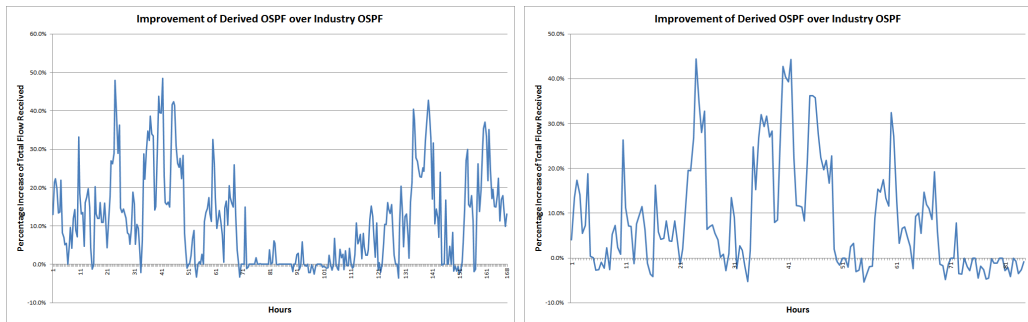 Improvement of Derived OSPF over Industry OSPF
Percentage Increase of Total Flow Received
60.0%
50.0%
40.0%
30.0%
20.0%
10.0%
0.0%
-10.0%
1 11 21 31 41 51 61 71 81 91 101 111 121 131 141 151 161 168
Hours
Improvement of Derived OSPF over Industry OSPF
Percentage Increase of Total Flow Received
50.0%
40.0%
30.0%
20.0%
10.0%
0.0%
-10.0%
1 11 21 31 41 51 61 71 81
Hours